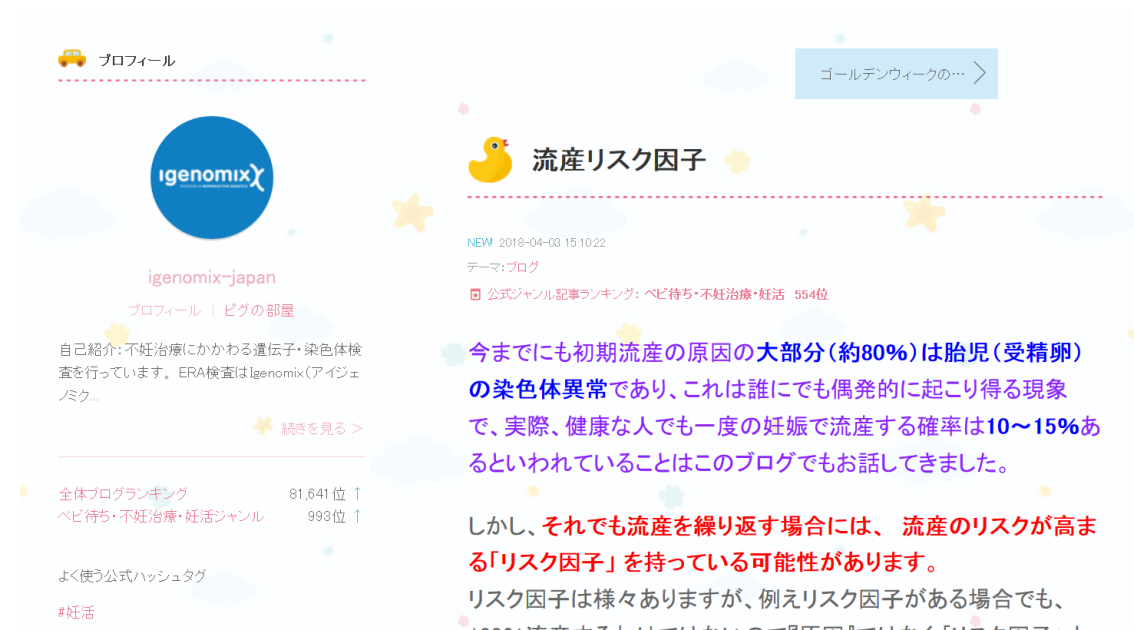 プロフィール
igenomix
igenomix-japan
プロフィール | ピグの部屋
自己紹介:不妊治療にかかわる遺伝子・染色体検
査を行っています。ERA検査はIgenomix(アイジェ
ノミク...
続きを見る >
全体ブログランキング 81,641位 ↑
ベビ待ち・不妊治療・妊活ジャンル 993位 ↑
よく使う公式ハッシュタグ
#妊活
ゴールデンウィークの…
流産リスク因子
NEW! 2018-04-03 15:10:22
テーマ:ブログ
公式ジャンル記事ランキング:ベビ待ち・不妊治療・妊活 554位
今までにも初期流産の原因の大部分(約80%)は胎児(受精卵)
の染色体異常であり、これは誰にでも偶発的に起こり得る現象
で、実際、健康な人でも一度の妊娠で流産する確率は10~15%あ
るといわれていることはこのブログでもお話してきました。
しかし、それでも流産を繰り返す場合には、 流産のリスクが高ま
る「リスク因子」を持っている可能性があります。
リスク因子は様々ありますが、例えリスク因子がある場合でも、